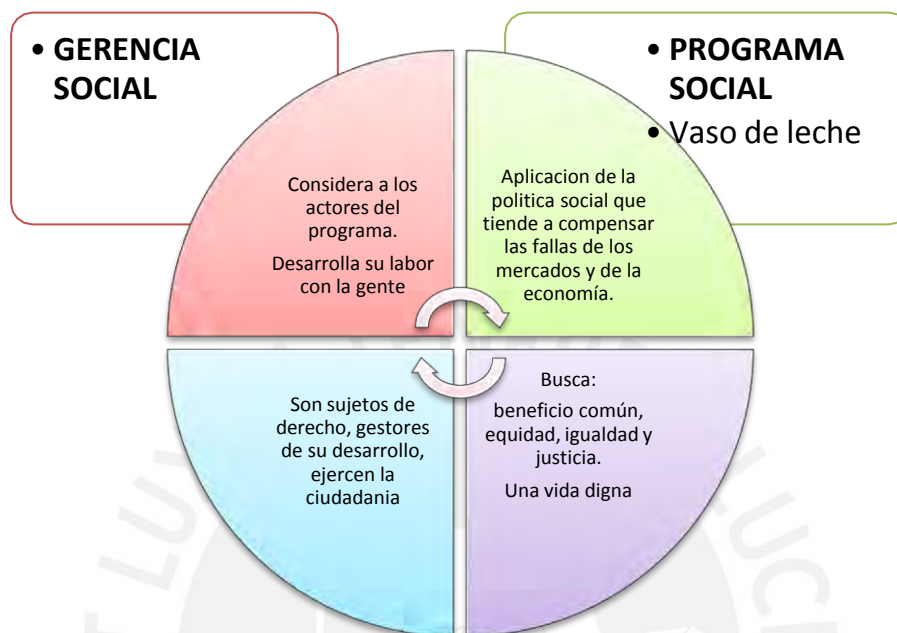 • GERENCIA
SOCIAL
• PROGRAMA
SOCIAL
• Vaso de leche
Considera a los
actores del
programa.
Desarrolla su labor
con la gente
Aplicacion de la
politica social que
tiende a compensar
las fallas de los
mercados y de la
economía.
Son sujetos de
derecho, gestores
de su desarrollo,
ejercen la
ciudadania
Busca:
beneficio común,
equidad, igualdad y
justicia.
Una vida digna